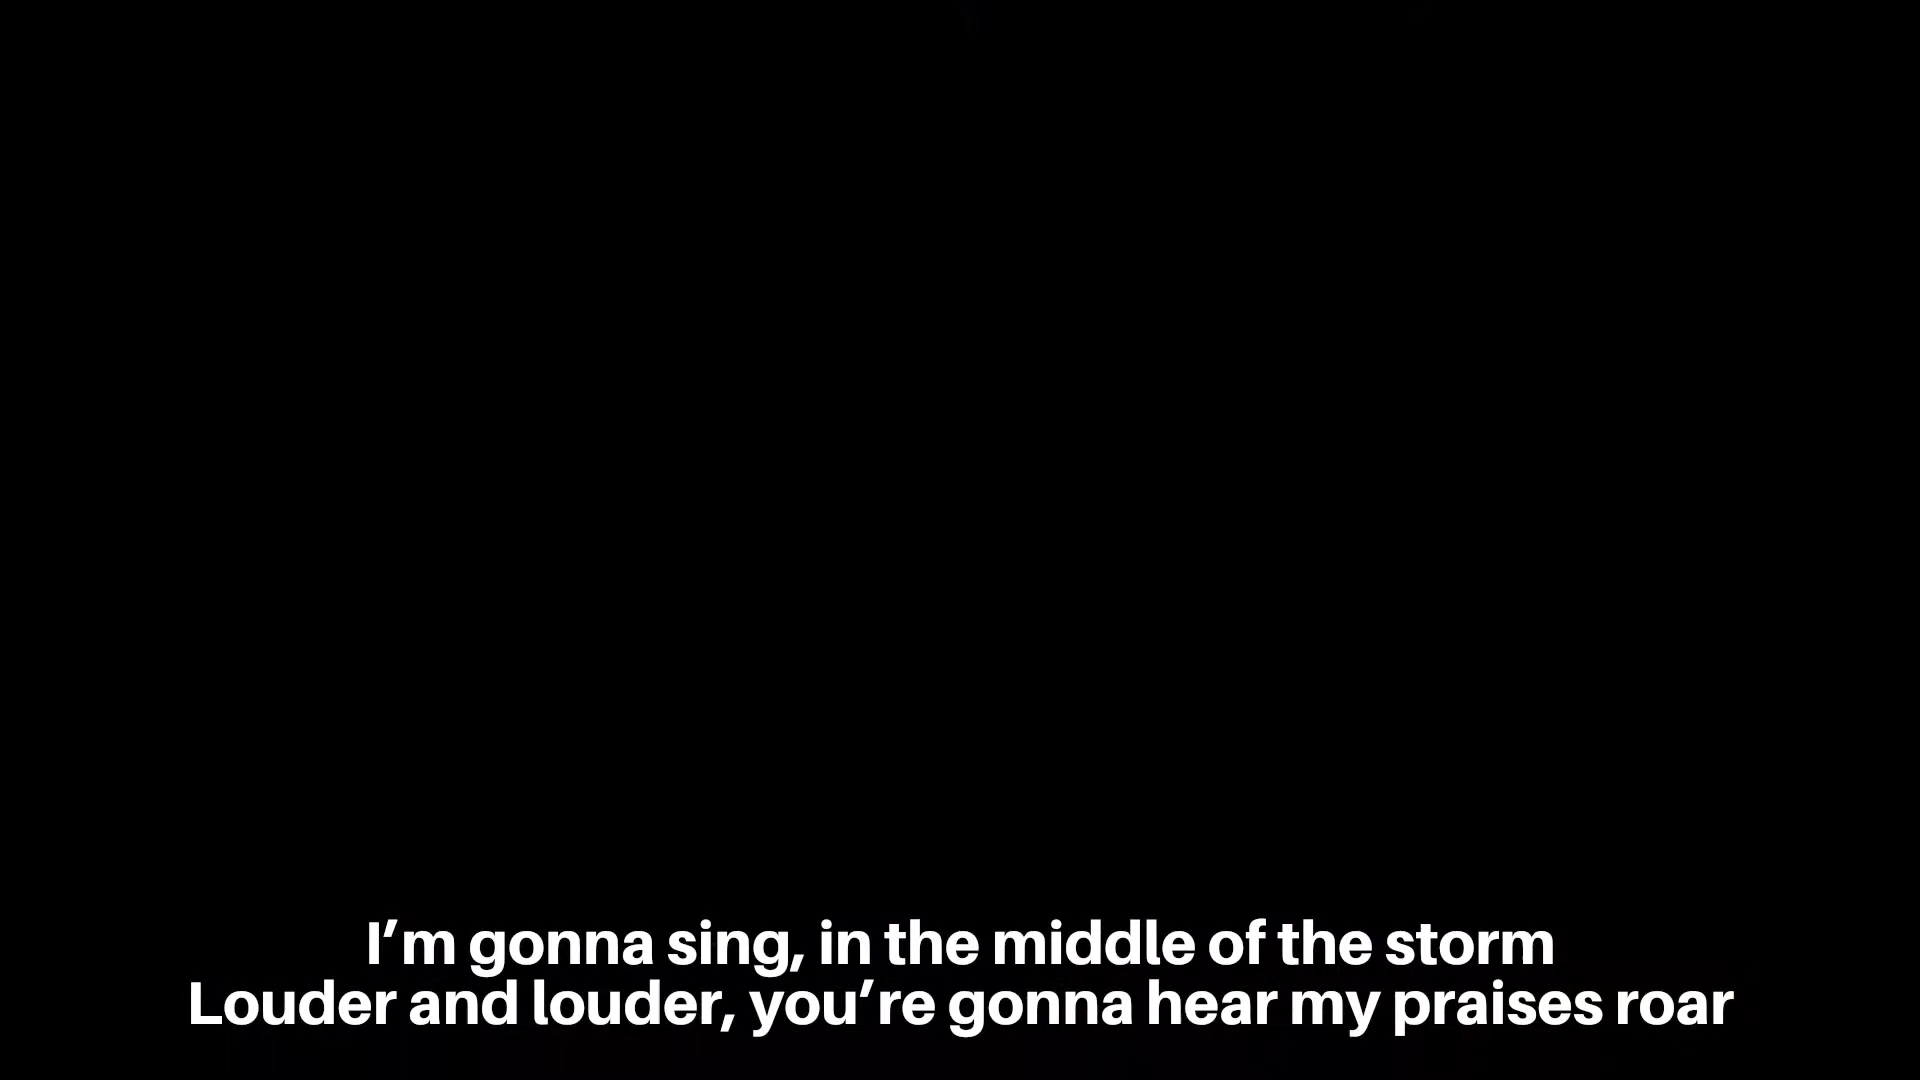 I’m gonna sing, in the middle of the storm
Louder and louder, you’re gonna hear my praises roar